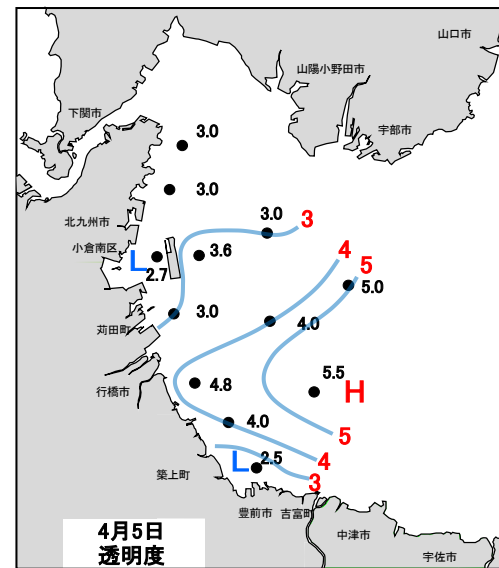 山口市
山陽小野田市
下関市
宇部市
3.0
3.0
北九州市
3.0
3
小倉南区
3.6
4
L
2.7
5
5.0
3.0
4.0
苅田町
4.8
5.5
H
行橋市
4.0
5
L
2.5
4
築上町
3
豊前市
吉富町
中津市
宇佐市
4月5日
透明度